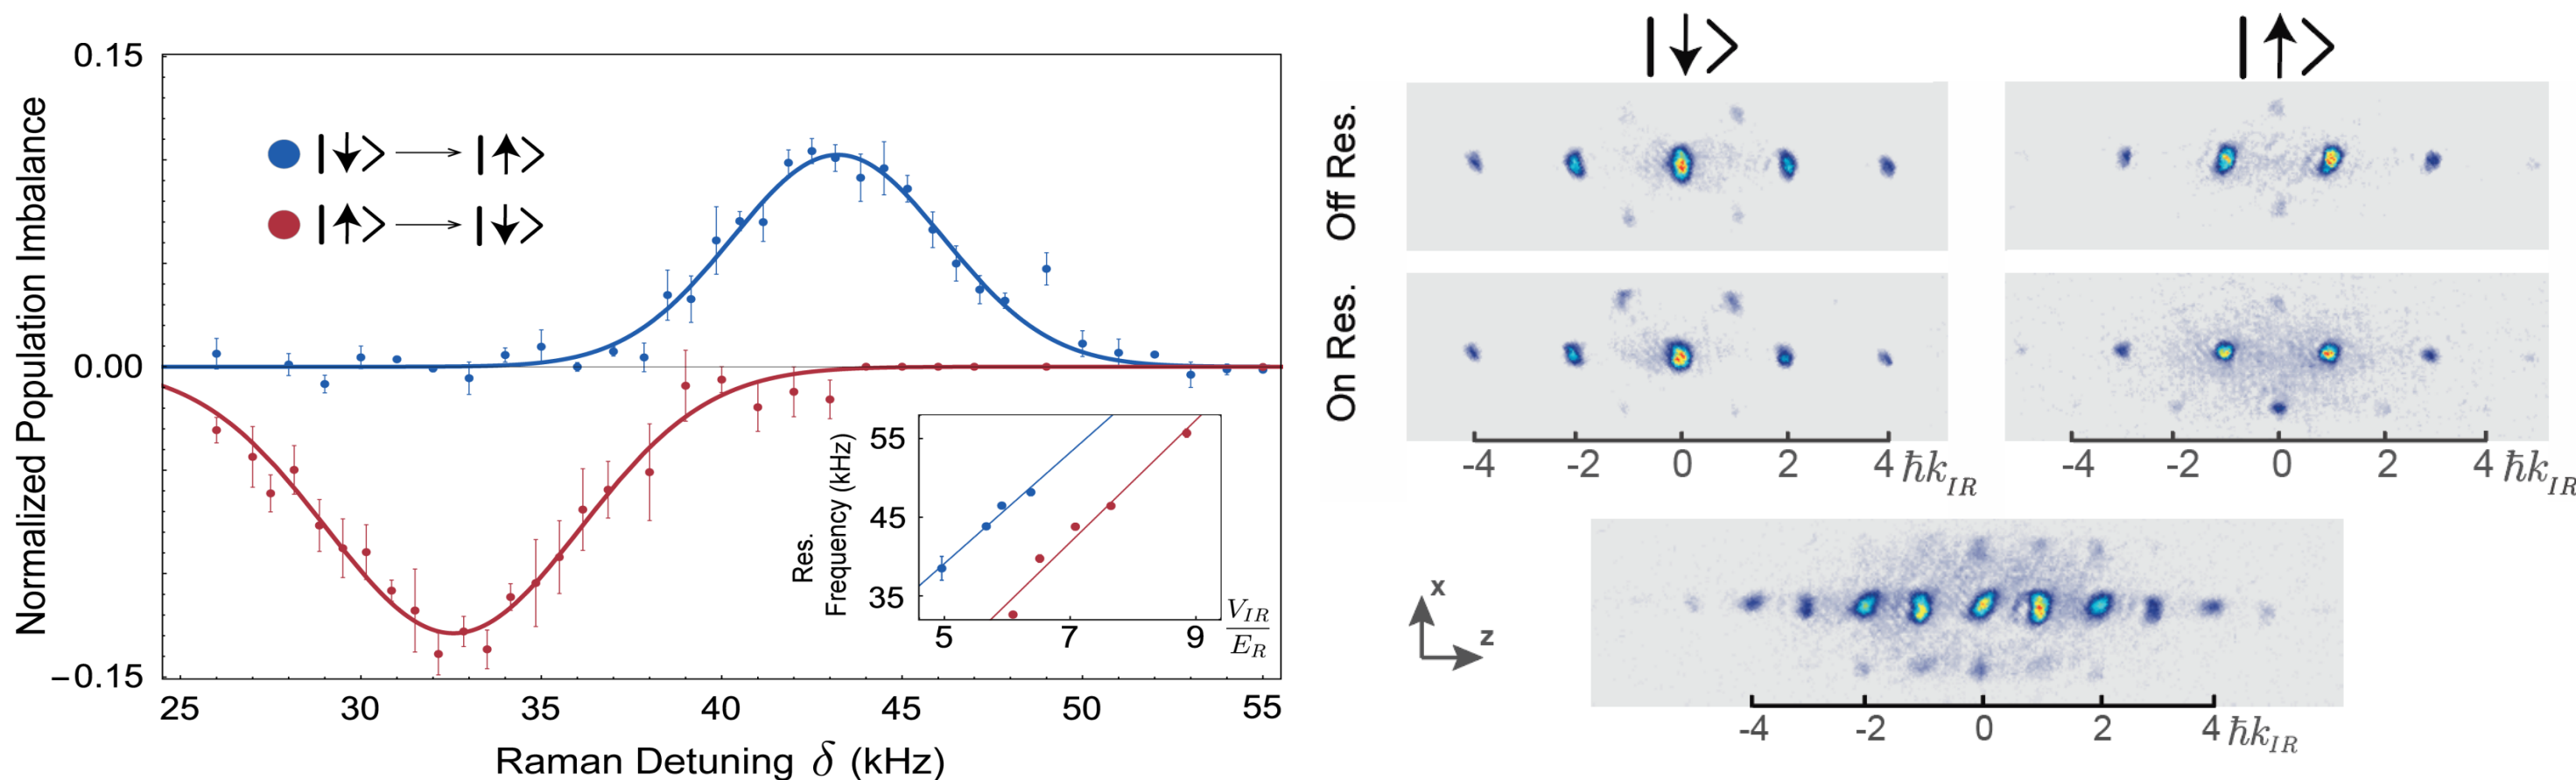 Normalized Population Imbalance
0.15
0.00
−0.15
|↓⟩ ⟶ |↑⟩
|↑⟩ ⟶ |↓⟩
25 30 35 40 45 50 55
Raman Detuning δ (kHz)
Res.
Frequency (kHz)
55
45
35
5 7 9
V_IR
E_R
|↓⟩ |↑⟩
Off Res.
On Res.
-4 -2 0 2 4 ħk_IR
-4 -2 0 2 4 ħk_IR
x
z
-4 -2 0 2 4 ħk_IR